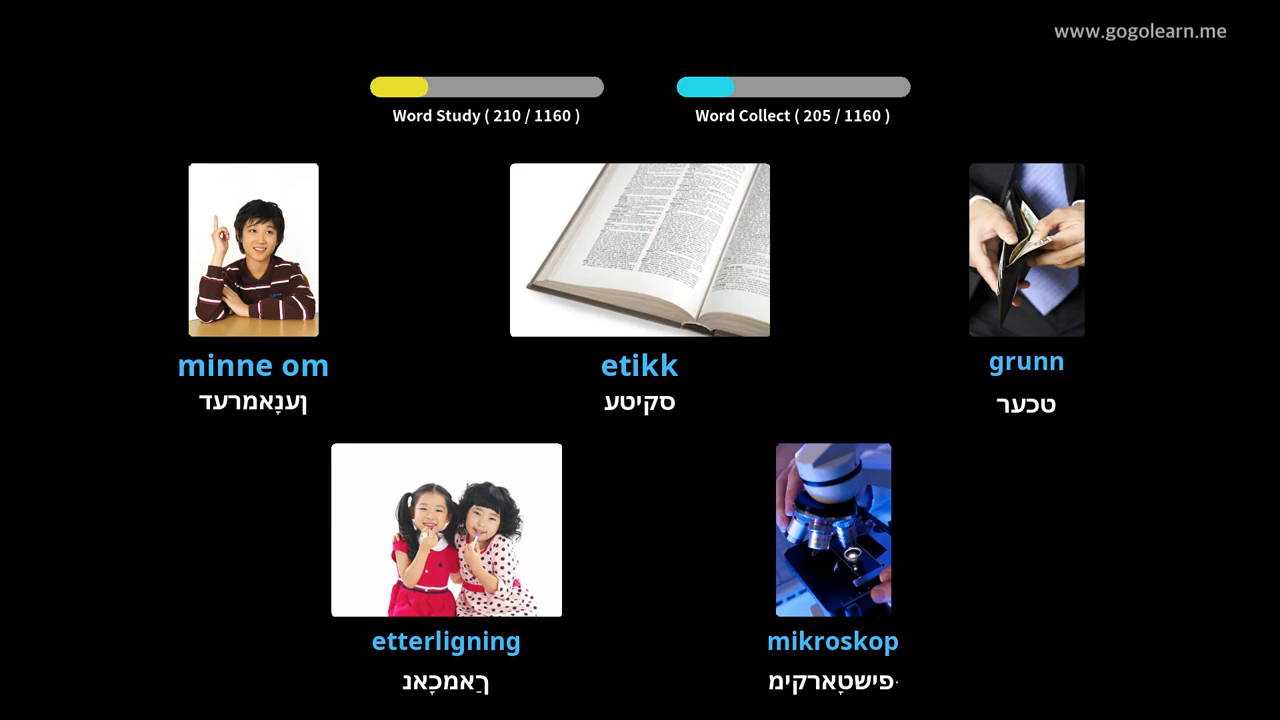 www.gogolearn.me
Word Study ( 210 / 1160 )
Word Collect ( 205 / 1160 )
minne om
ןענָאמרעד
etikk
סקיטע
grunn
טכער
etterligning
ךַאמכָאנ
mikroskop
ּפישטָארקימ